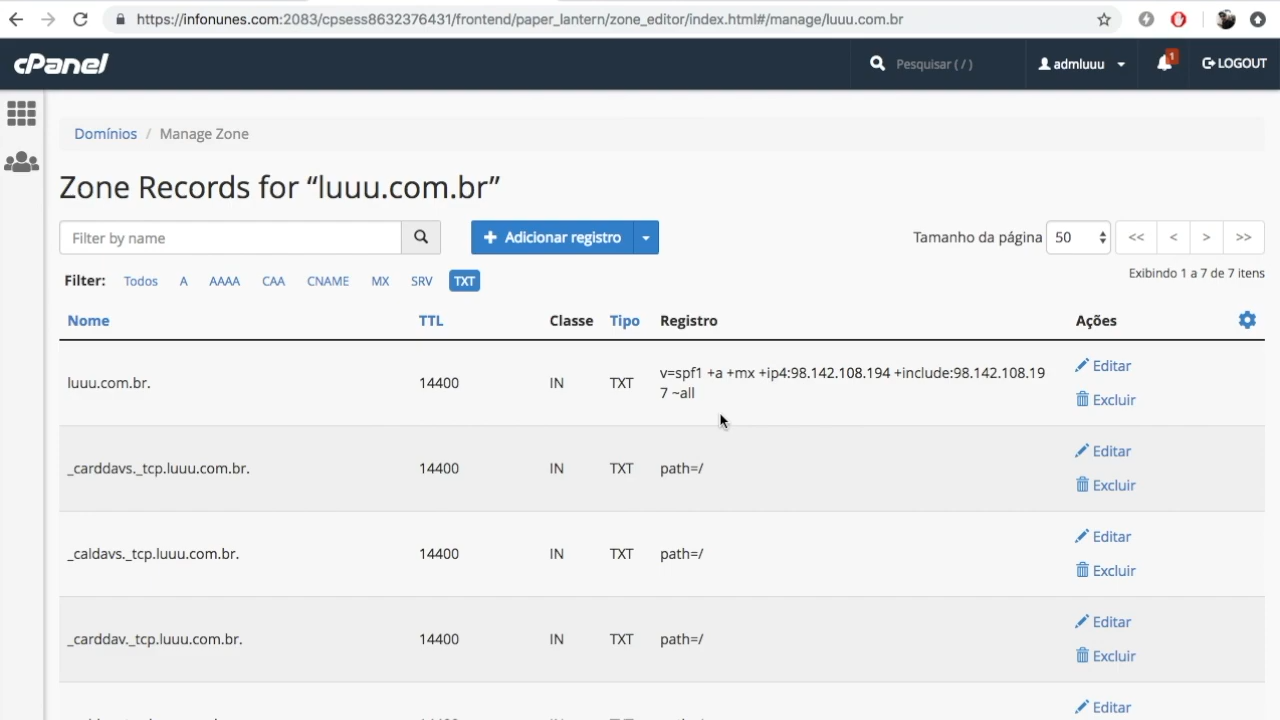 https://infonunes.com:2083/cpsess8632376431/frontend/paper_lantern/zone_editor/index.html#/manage/luuu.com.br
cPanel
Pesquisar ( / )
admluuu
1
LOGOUT
Domínios / Manage Zone
Zone Records for “luuu.com.br”
Filter by name
+ Adicionar registro
Tamanho da página 50 << < > >>
Filter: Todos A AAAA CAA CNAME MX SRV TXT
Exibindo 1 a 7 de 7 itens
Nome TTL Classe Tipo Registro Ações
luuu.com.br. 14400 IN TXT v=spf1 +a +mx +ip4:98.142.108.194 +include:98.142.108.19
7 ~all
Editar
Excluir
_carddavs._tcp.luuu.com.br. 14400 IN TXT path=/
Editar
Excluir
_caldavs._tcp.luuu.com.br. 14400 IN TXT path=/
Editar
Excluir
_carddav._tcp.luuu.com.br. 14400 IN TXT path=/
Editar
Excluir
Editar